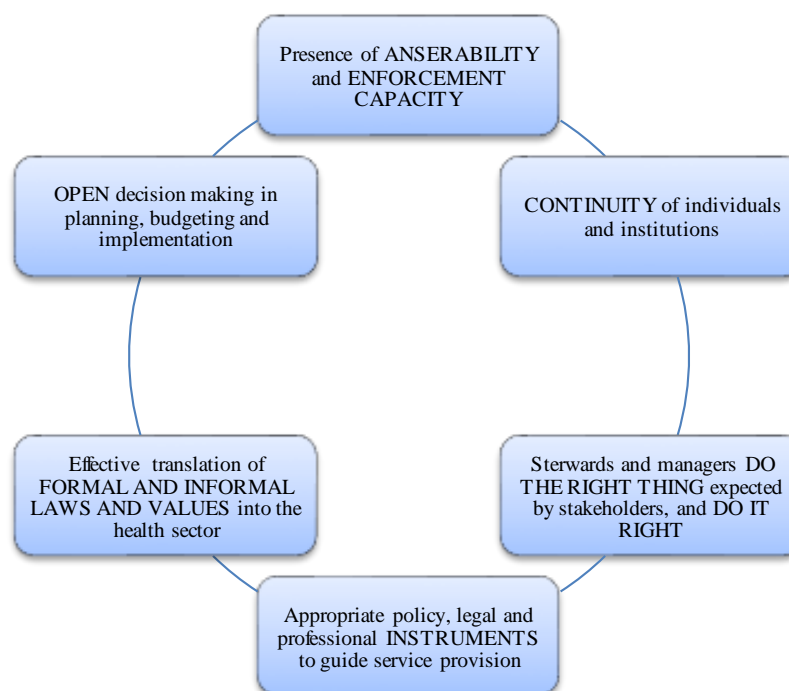 Presence of ANSERABILITY
and ENFORCEMENT
CAPACITY
OPEN decision making in
planning, budgeting and
implementation
CONTINUITY of individuals
and institutions
Effective translation of
FORMAL AND INFORMAL
LAWS AND VALUES into the
health sector
Sterwards and managers DO
THE RIGHT THING expected
by stakeholders, and DO IT
RIGHT
Appropriate policy, legal and
professional INSTRUMENTS
to guide service provision